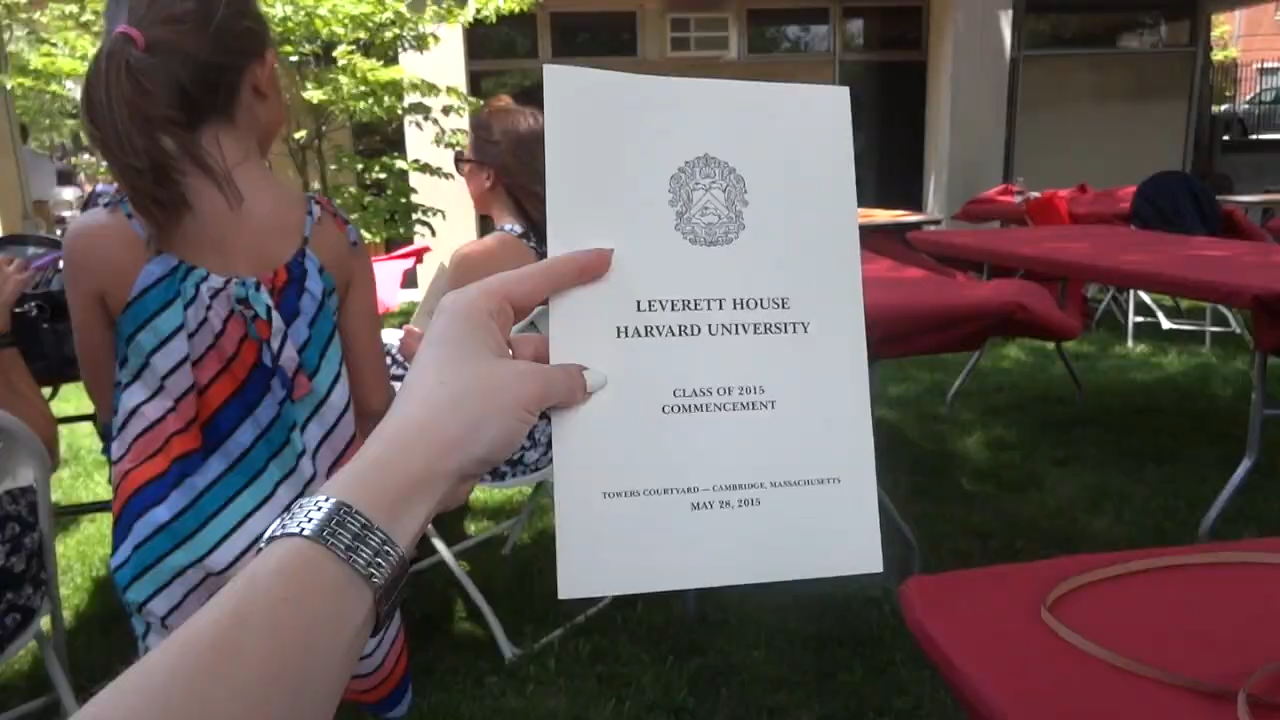 LEVERETT HOUSE
HARVARD UNIVERSITY
CLASS OF 2015
COMMENCEMENT
TOWERS COURTYARD — CAMBRIDGE, MASSACHUSETTS
MAY 28, 2015